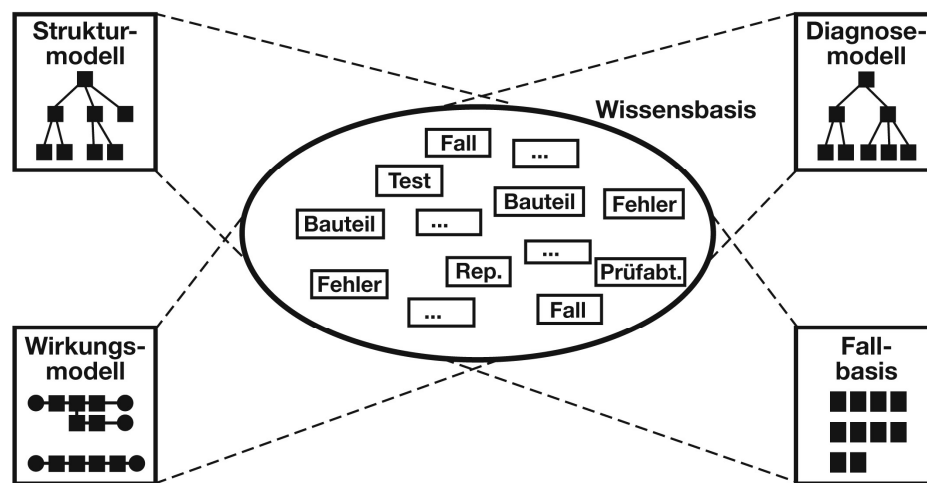 Struktur-
modell
Diagnose-
modell
Wissensbasis
Fall
...
Test
Bauteil
Fehler
Bauteil
...
...
Rep.
Prüfabt.
Fehler
...
Fall
Wirkungs-
modell
Fall-
basis